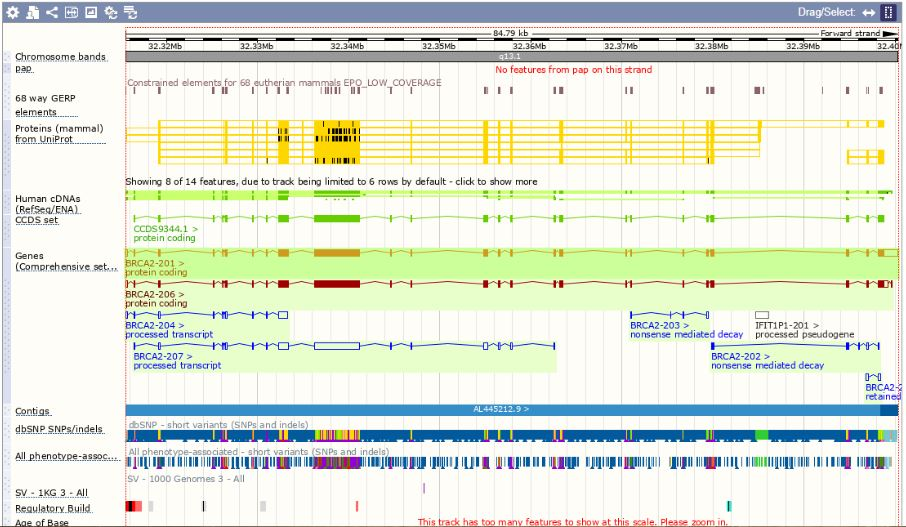 Drag/Select:
84.79 kb Forward strand
32.32Mb 32.33Mb 32.34Mb 32.35Mb 32.36Mb 32.37Mb 32.38Mb 32.39Mb 32.40
Chromosome bands q13.1
pap No features from pap on this strand
Constrained elements for 68 eutherian mammals EPO_LOW_COVERAGE
68 way GERP
elements
Proteins (mammal)
from UniProt
Showing 8 of 14 features, due to track being limited to 6 rows by default - click to show more
Human cDNAs
(RefSeq/ENA)
CCDS set
CCDS9344.1 >
protein coding
Genes
(Comprehensive set...
BRCA2-201 >
protein coding
BRCA2-206 >
protein coding
BRCA2-204 > BRCA2-203 > IFIT1P1-201 >
processed transcript nonsense mediated decay processed pseudogene
BRCA2-207 > BRCA2-202 >
processed transcript nonsense mediated decay
BRCA2-
retained
Contigs AL445212.9 >
dbSNP - short variants (SNPs and indels)
dbSNP SNPs/indels
All phenotype-associated - short variants (SNPs and indels)
All phenotype-assoc...
SV - 1000 Genomes 3 - All
SV - 1KG 3 - All
Regulatory Build
Age of Base This track has too many features to show at this scale. Please zoom in.